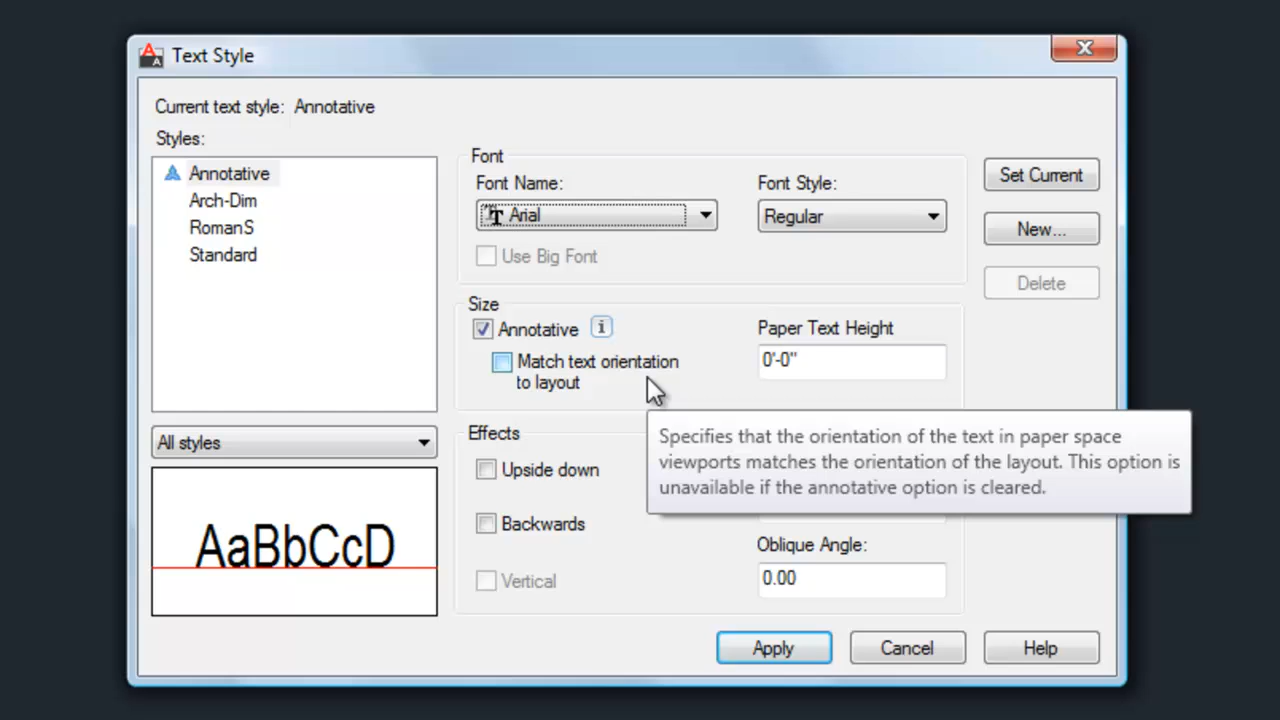 Text Style
Current text style: Annotative
Styles:
Annotative
Arch-Dim
RomanS
Standard
All styles
AaBbCcD
Font
Font Name:
Arial
Font Style:
Regular
Use Big Font
Size
Annotative
Match text orientation
to layout
Paper Text Height
0'-0"
Effects
Upside down
Backwards
Vertical
Specifies that the orientation of the text in paper space
viewports matches the orientation of the layout. This option is
unavailable if the annotative option is cleared.
Oblique Angle:
0.00
Set Current
New...
Delete
Apply
Cancel
Help